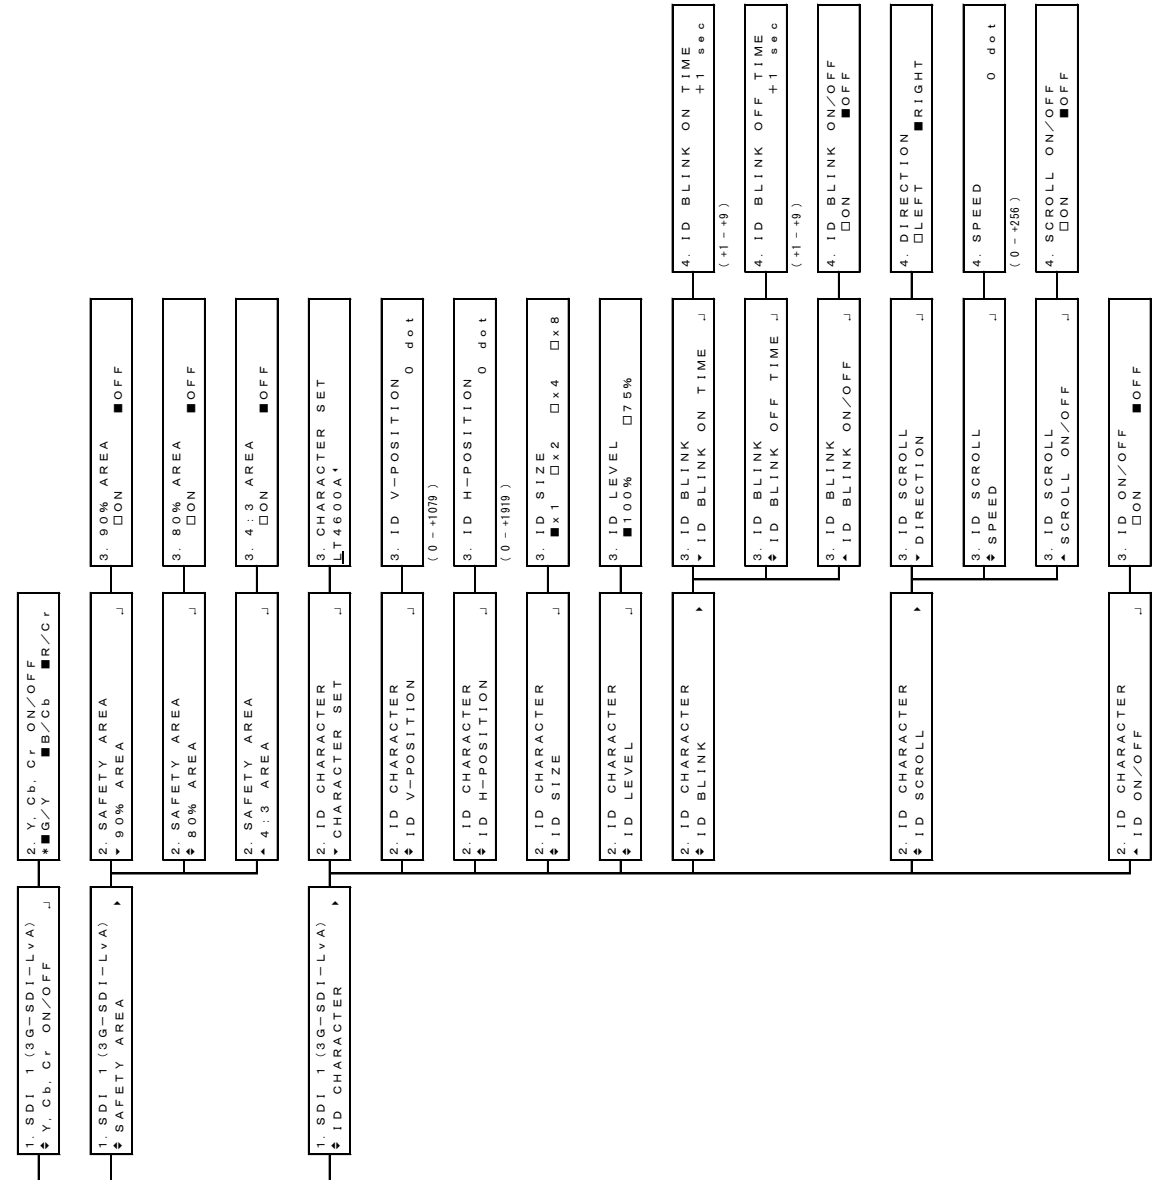 1. SDI 1 (3G-SDI-LvA) ┘
♦Y, Cb, Cr ON/OFF
2. Y, Cb, Cr ON/OFF
*■G/Y ■B/Cb ■R/Cr
1. SDI 1 (3G-SDI-LvA) ▶
♦SAFETY AREA
2. SAFETY AREA ┘
▼90% AREA
3. 90% AREA
□ON ■OFF
2. SAFETY AREA ┘
♦80% AREA
3. 80% AREA
□ON ■OFF
2. SAFETY AREA ┘
▲4:3 AREA
3. 4:3 AREA
□ON ■OFF
1. SDI 1 (3G-SDI-LvA) ▶
♦ID CHARACTER
2. ID CHARACTER ┘
▼CHARACTER SET
3. CHARACTER SET
LT4600A◀
2. ID CHARACTER ┘
♦ID V-POSITION
3. ID V-POSITION
0 dot
( 0 - +1079 )
2. ID CHARACTER ┘
♦ID H-POSITION
3. ID H-POSITION
0 dot
( 0 - +1919 )
2. ID CHARACTER ┘
♦ID SIZE
3. ID SIZE
■x1 □x2 □x4 □x8
2. ID CHARACTER ┘
♦ID LEVEL
3. ID LEVEL
■100% □75%
2. ID CHARACTER ▶
♦ID BLINK
3. ID BLINK ┘
▼ID BLINK ON TIME
4. ID BLINK ON TIME
+1 sec
( +1 - +9 )
3. ID BLINK ┘
♦ID BLINK OFF TIME
4. ID BLINK OFF TIME
+1 sec
( +1 - +9 )
3. ID BLINK ┘
▲ID BLINK ON/OFF
4. ID BLINK ON/OFF
□ON ■OFF
2. ID CHARACTER ▶
♦ID SCROLL
3. ID SCROLL ┘
▼DIRECTION
4. DIRECTION
□LEFT ■RIGHT
3. ID SCROLL ┘
♦SPEED
4. SPEED
0 dot
( 0 - +256 )
3. ID SCROLL ┘
▲SCROLL ON/OFF
4. SCROLL ON/OFF
□ON ■OFF
2. ID CHARACTER ┘
▲ID ON/OFF
3. ID ON/OFF
□ON ■OFF